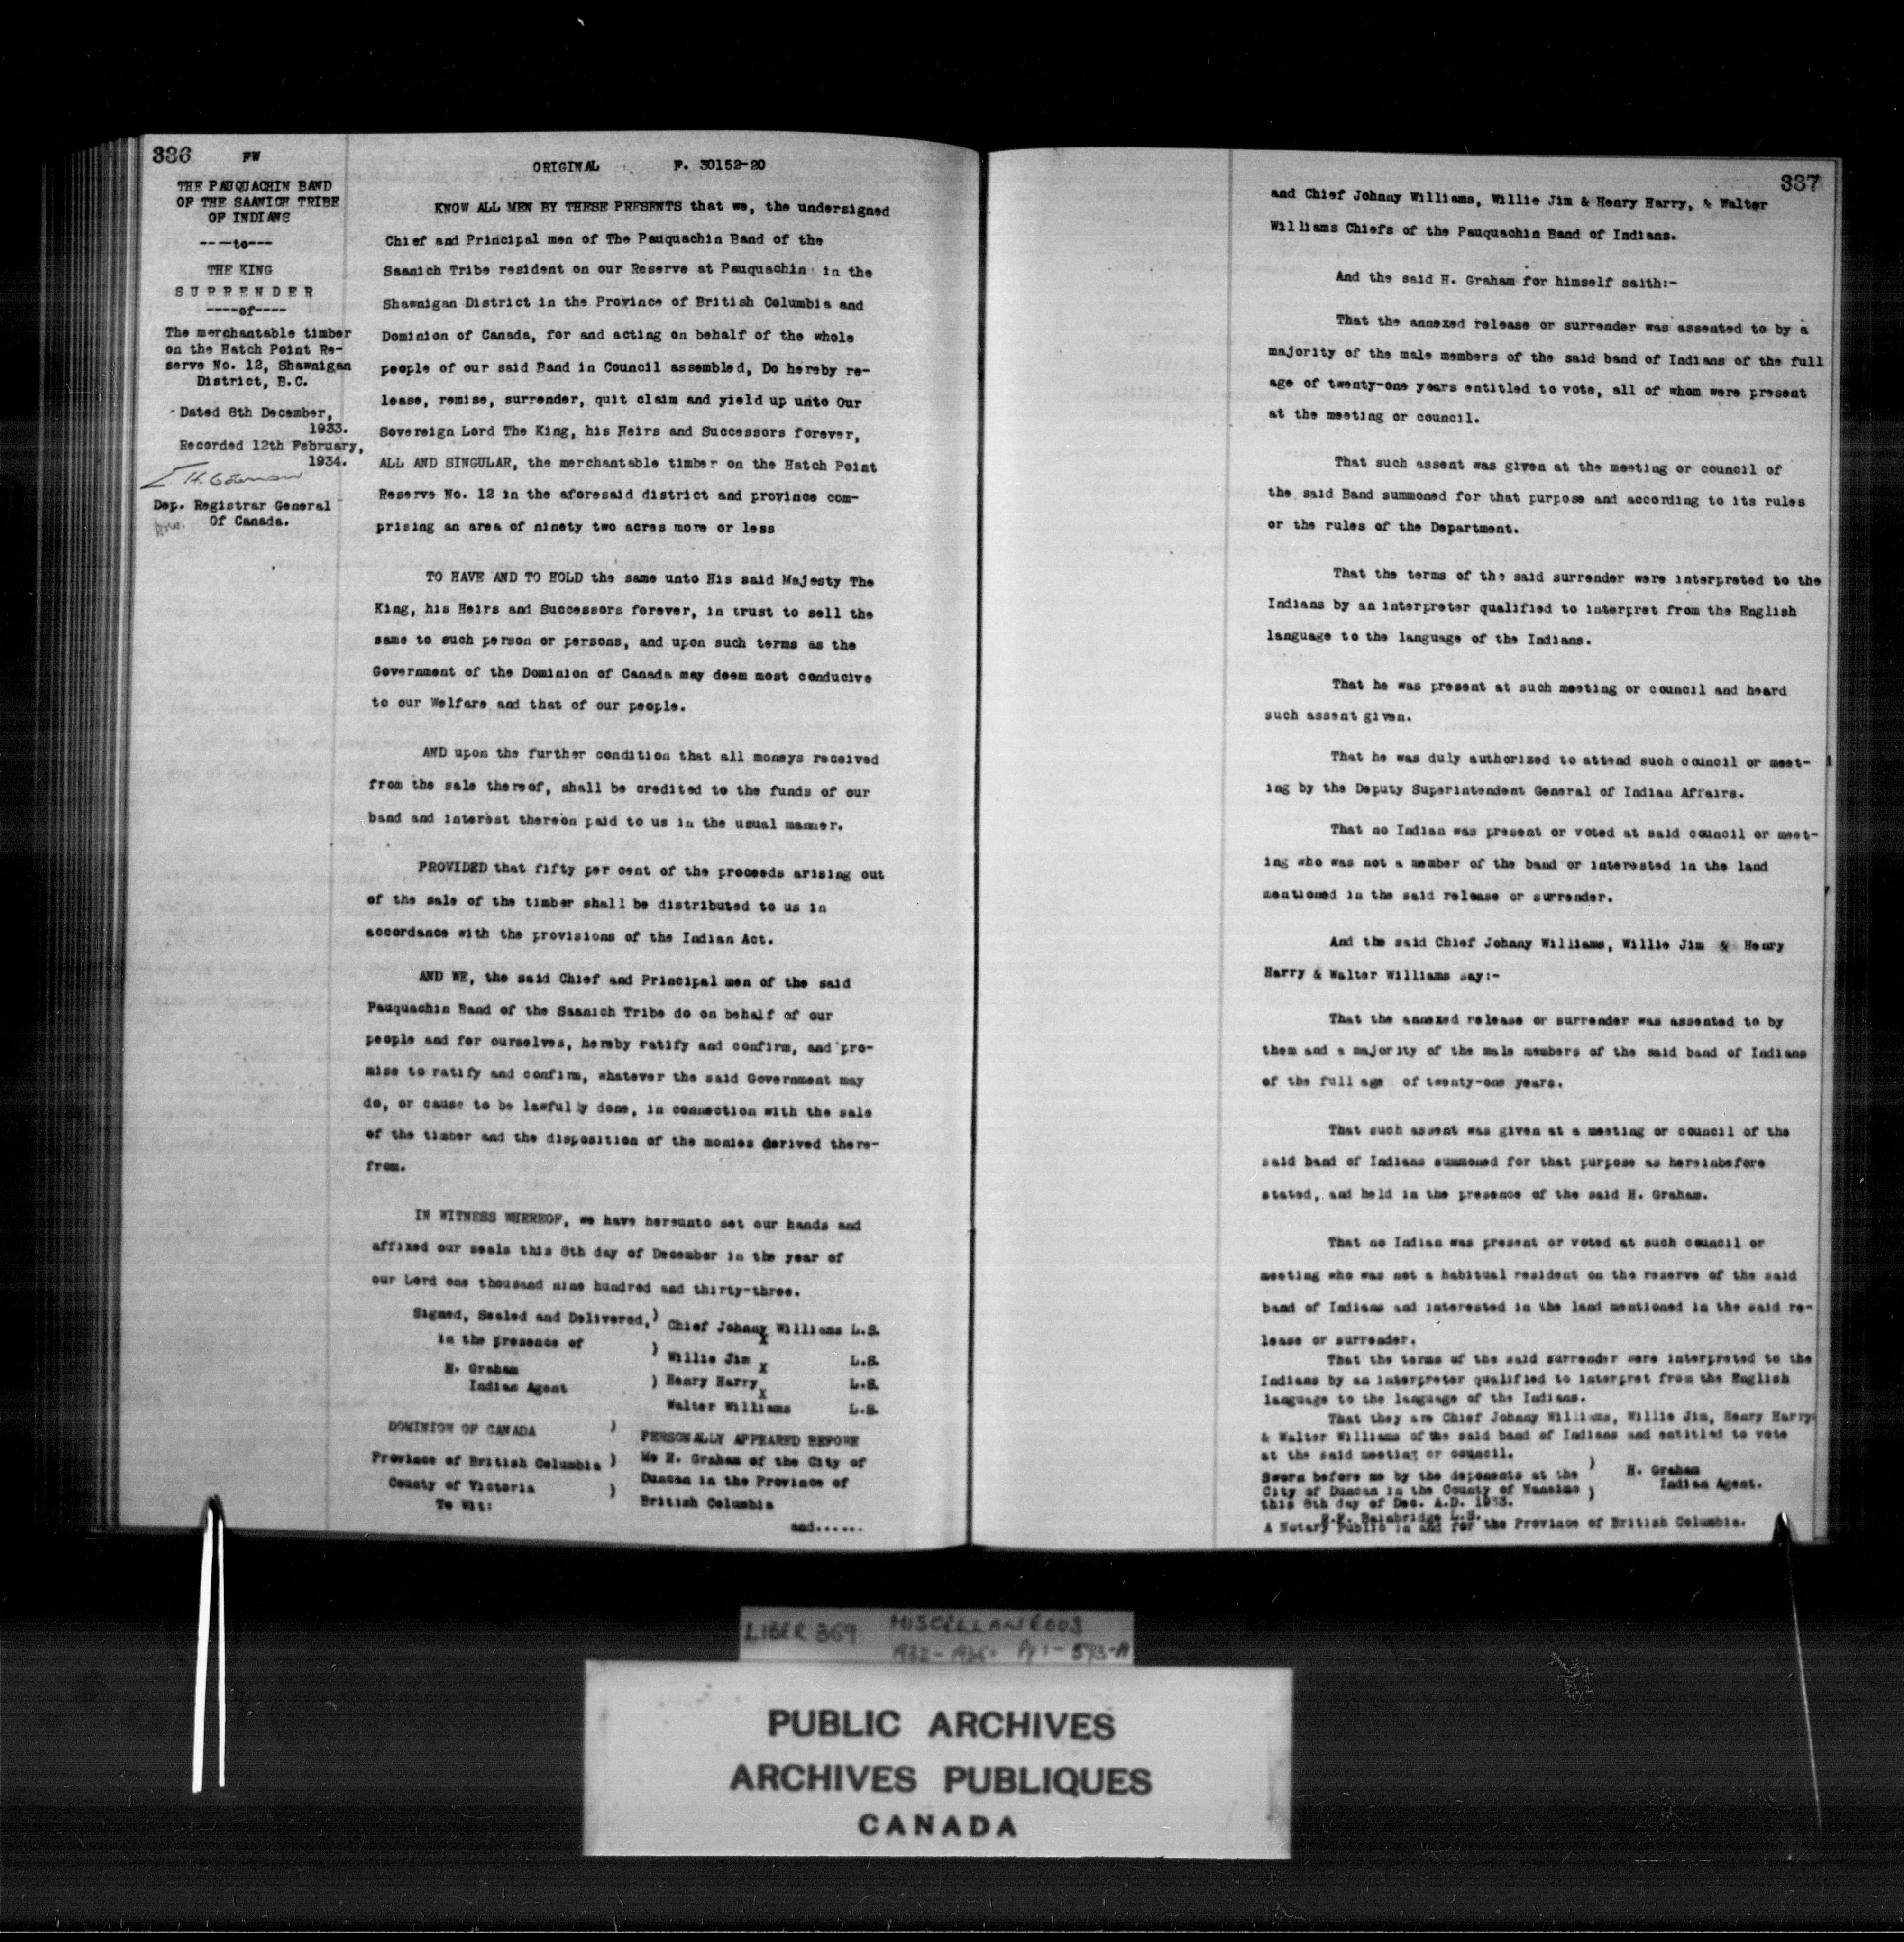 336 FW
THE PAUQUACHIN BAND
OF THE SAANICH TRIBE
OF INDIANS
----to---
THE KING
S U R R E N D E R
----of----
The merchantable timber
on the Hatch Point Re-
serve No. 12, Shawnigan
District, B.C.
Dated 8th December,
1933.
Recorded 12th February,
1934.
Dep. Registrar General
Of Canada.
ORIGINAL F. 30152-20
KNOW ALL MEN BY THESE PRESENTS that we, the undersigned
Chief and Principal men of The Pauquachin Band of the
Saanich Tribe resident on our Reserve at Pauquachin in the
Shawnigan District in the Province of British Columbia and
Dominion of Canada, for and acting on behalf of the whole
people of our said Band in Council assembled, Do hereby re-
lease, remise, surrender, quit claim and yield up unto Our
Sovereign Lord The King, his Heirs and Successors forever,
ALL AND SINGULAR, the merchantable timber on the Hatch Point
Reserve No. 12 in the aforesaid district and province com-
prising an area of ninety two acres more or less
TO HAVE AND TO HOLD the same unto His said Majesty The
King, his Heirs and Successors forever, in trust to sell the
same to such person or persons, and upon such terms as the
Government of the Dominion of Canada may deem most conducive
to our Welfare and that of our people.
AND upon the further condition that all moneys received
from the sale thereof, shall be credited to the funds of our
band and interest thereon paid to us in the usual manner.
PROVIDED that fifty per cent of the proceeds arising out
of the sale of the timber shall be distributed to us in
accordance with the provisions of the Indian Act.
AND WE, the said Chief and Principal men of the said
Pauquachin Band of the Saanich Tribe do on behalf of our
people and for ourselves, hereby ratify and confirm, and pro-
mise to ratify and confirm, whatever the said Government may
do, or cause to be lawfully done, in connection with the sale
of the timber and the disposition of the monies derived there-
from.
IN WITNESS WHEREOF, we have hereunto set our hands and
affixed our seals this 8th day of December in the year of
our Lord one thousand nine hundred and thirty-three.
Signed, Sealed and Delivered, ) Chief Johnny Williams L.S.
in the presence of X
) Willie Jim L.S.
H. Graham X
Indian Agent ) Henry Harry L.S.
X
Walter Williams L.S.
DOMINION OF CANADA ) PERSONALLY APPEARED BEFORE
Province of British Columbia ) Me H. Graham of the City of
County of Victoria ) Duncan in the Province of
To Wit: British Columbia
and......
337
and Chief Johnny Williams, Willie Jim & Henry Harry, & Walter
Williams Chiefs of the Pauquachin Band of Indians.
And the said H. Graham for himself saith:-
That the annexed release or surrender was assented to by a
majority of the male members of the said band of Indians of the full
age of twenty-one years entitled to vote, all of whom were present
at the meeting or council.
That such assent was given at the meeting or council of
the said Band summoned for that purpose and according to its rules
or the rules of the Department.
That the terms of the said surrender were interpreted to the
Indians by an interpreter qualified to interpret from the English
language to the language of the Indians.
That he was present at such meeting or council and heard
such assent given.
That he was duly authorized to attend such council or meet-
ing by the Deputy Superintendent General of Indian Affairs.
That no Indian was present or voted at said council or meet-
ing who was not a member of the band or interested in the land
mentioned in the said release or surrender.
And the said Chief Johnny Williams, Willie Jim & Henry
Harry & Walter Williams say:-
That the annexed release or surrender was assented to by
them and a majority of the male members of the said band of Indians
of the full age of twenty-one years.
That such assent was given at a meeting or council of the
said band of Indians summoned for that purpose as hereinbefore
stated, and held in the presence of the said H. Graham.
That no Indian was present or voted at such council or
meeting who was not a habitual resident on the reserve of the said
band of Indians and interested in the land mentioned in the said re-
lease or surrender.
That the terms of the said surrender were interpreted to the
Indians by an interpreter qualified to interpret from the English
language to the language of the Indians.
That they are Chief Johnny Williams, Willie Jim, Henry Harry
& Walter Williams of the said band of Indians and entitled to vote
at the said meeting or council.
Sworn before me by the deponents at the ) H. Graham
City of Duncan in the County of Nanaimo ) Indian Agent.
this 8th day of Dec. A.D. 1933.
Bainbridge L.S.
A Notary Public in and for the Province of British Columbia.
LIBER 369 MISCELLANEOUS
Pp 1-593-A
PUBLIC ARCHIVES
ARCHIVES PUBLIQUES
CANADA